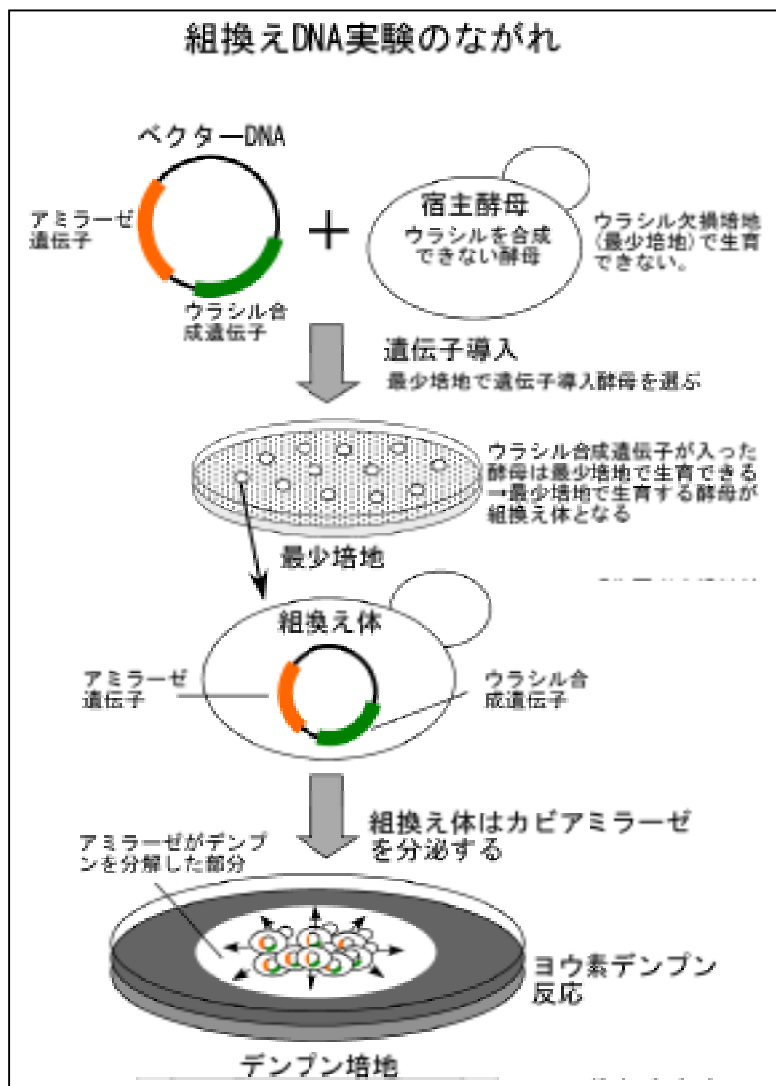 組換えDNA実験のながれ
ベクターDNA
アミラーゼ
遺伝子
ウラシル合
成遺伝子
宿主酵母
ウラシルを合成
できない酵母
ウラシル欠損培地
(最少培地)で生育
できない。
遺伝子導入
最少培地で遺伝子導入酵母を選ぶ
ウラシル合成遺伝子が入った
酵母は最少培地で生育できる
→最少培地で生育する酵母が
組換え体となる
最少培地
組換え体
アミラーゼ
遺伝子
ウラシル合
成遺伝子
組換え体はカビアミラーゼ
を分泌する
アミラーゼがデンプ
ンを分解した部分
ヨウ素デンプン
反応
デンプン培地